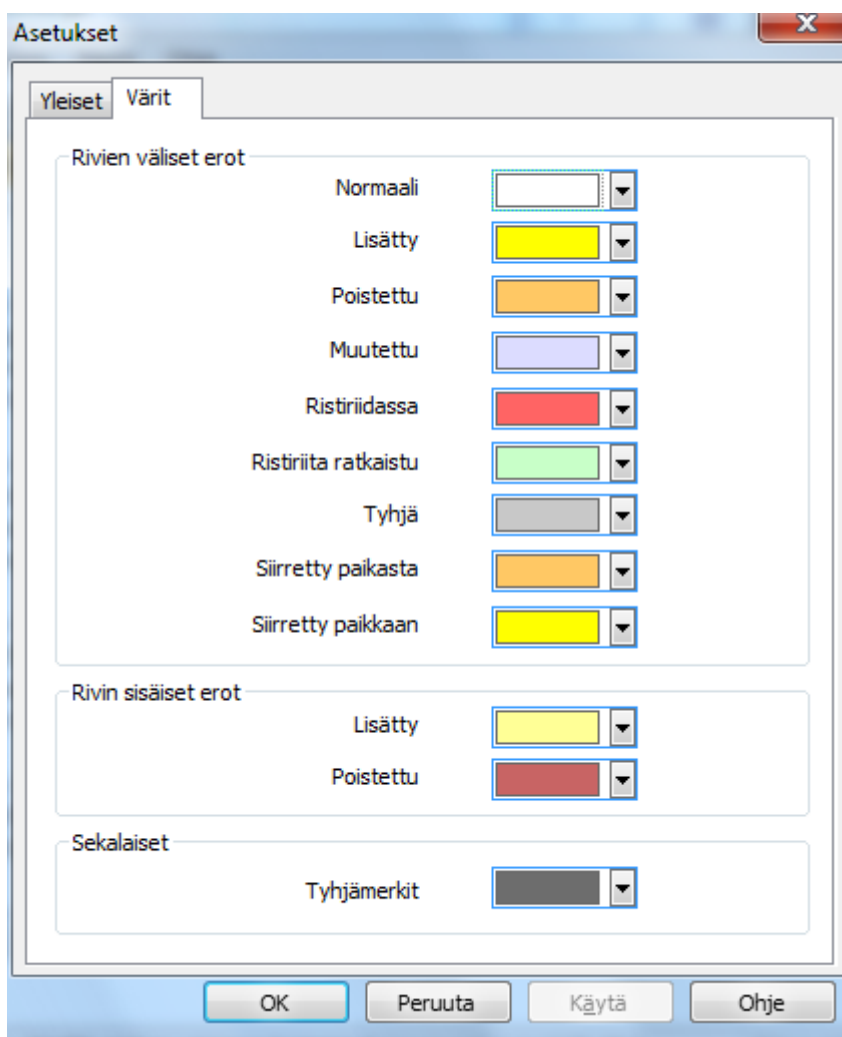 Asetukset
Yleiset Värit
Rivien väliset erot
Normaali
Lisätty
Poistettu
Muutettu
Ristiriidassa
Ristiriita ratkaistu
Tyhjä
Siirretty paikasta
Siirretty paikkaan
Rivin sisäiset erot
Lisätty
Poistettu
Sekalaiset
Tyhjämerkit
OK Peruuta Käytä Ohje